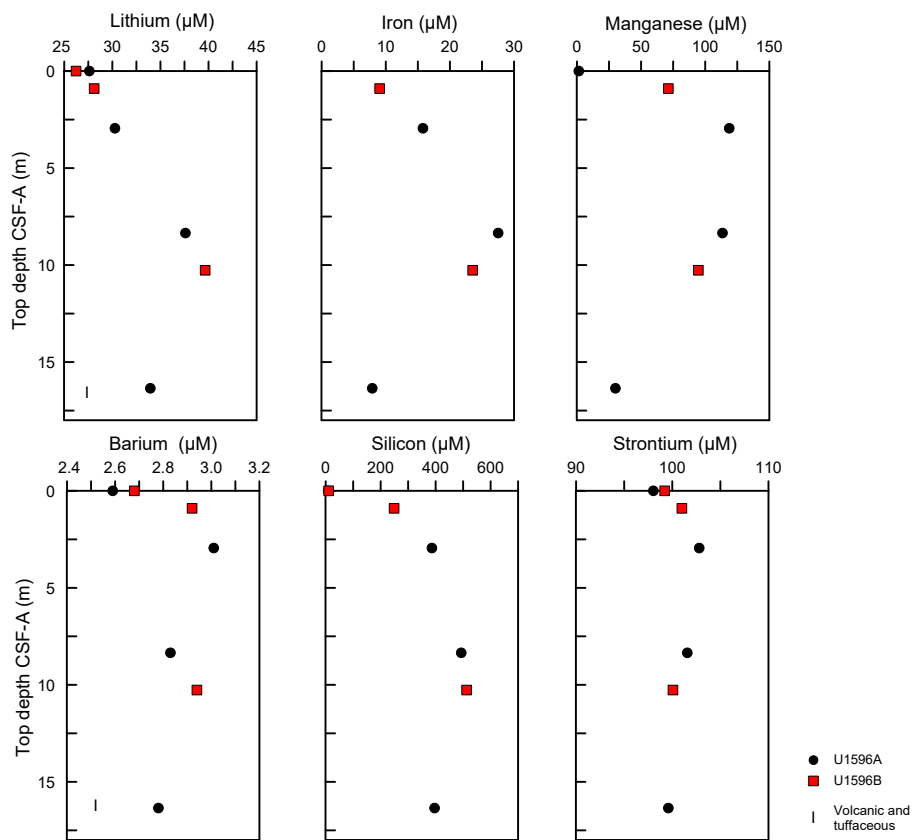 Lithium (µM) Iron (µM) Manganese (µM)
25 30 35 40 45 0 10 20 30 0 50 100 150
0
5
10
15
Top depth CSF-A (m)
Barium (µM) Silicon (µM) Strontium (µM)
2.4 2.6 2.8 3.0 3.2 0 200 400 600 90 100 110
0
5
10
15
Top depth CSF-A (m)
U1596A
U1596B
Volcanic and
tuffaceous